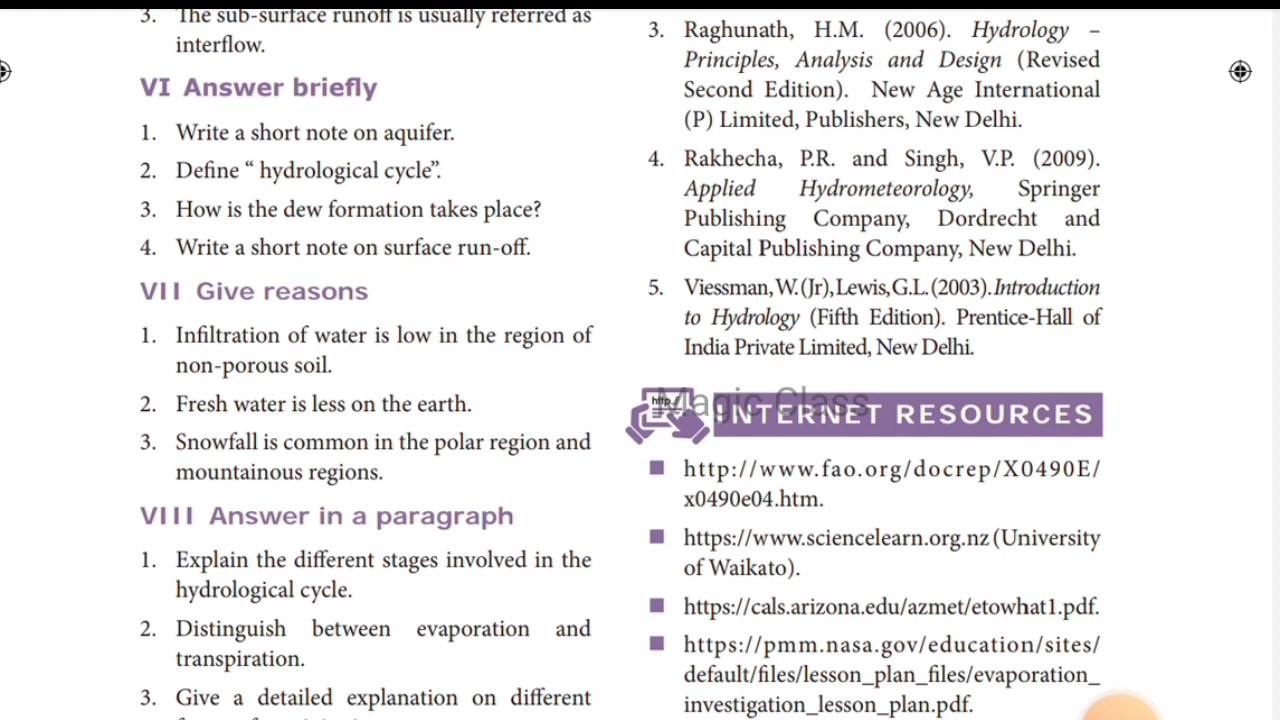 3. The sub-surface runoff is usually referred as
interflow.
VI Answer briefly
1. Write a short note on aquifer.
2. Define “ hydrological cycle”.
3. How is the dew formation takes place?
4. Write a short note on surface run-off.
VII Give reasons
1. Infiltration of water is low in the region of
non-porous soil.
2. Fresh water is less on the earth.
3. Snowfall is common in the polar region and
mountainous regions.
VIII Answer in a paragraph
1. Explain the different stages involved in the
hydrological cycle.
2. Distinguish between evaporation and
transpiration.
3. Give a detailed explanation on different
3. Raghunath, H.M. (2006). Hydrology –
Principles, Analysis and Design (Revised
Second Edition). New Age International
(P) Limited, Publishers, New Delhi.
4. Rakhecha, P.R. and Singh, V.P. (2009).
Applied Hydrometeorology, Springer
Publishing Company, Dordrecht and
Capital Publishing Company, New Delhi.
5. Viessman, W. (Jr), Lewis, G.L. (2003). Introduction
to Hydrology (Fifth Edition). Prentice-Hall of
India Private Limited, New Delhi.
http://
Magic Class
INTERNET RESOURCES
http://www.fao.org/docrep/X0490E/
x0490e04.htm.
https://www.sciencelearn.org.nz (University
of Waikato).
https://cals.arizona.edu/azmet/etowhat1.pdf.
https://pmm.nasa.gov/education/sites/
default/files/lesson_plan_files/evaporation_
investigation_lesson_plan.pdf.